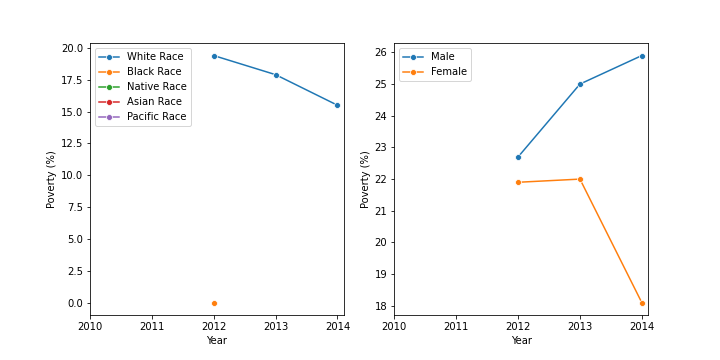 20.0
17.5
15.0
12.5
10.0
7.5
5.0
2.5
0.0
Poverty (%)
2010 2011 2012 2013 2014
Year
White Race
Black Race
Native Race
Asian Race
Pacific Race
26
25
24
23
22
21
20
19
18
Poverty (%)
2010 2011 2012 2013 2014
Year
Male
Female